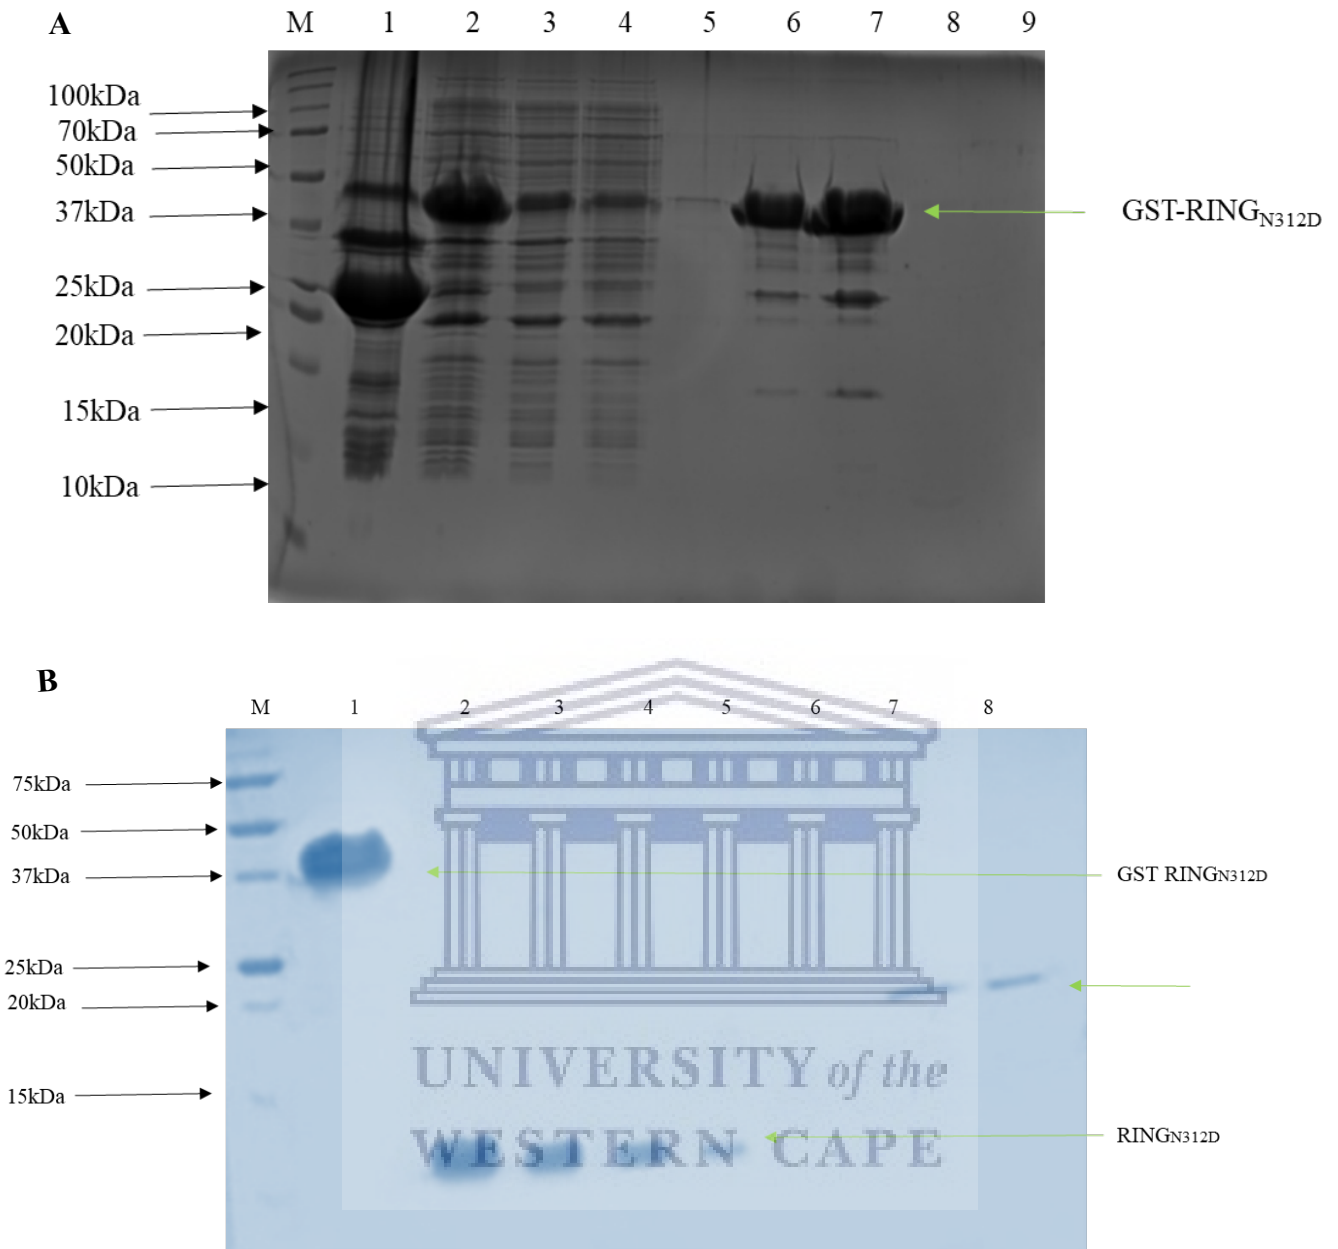 A
M 1 2 3 4 5 6 7 8 9
100kDa
70kDa
50kDa
37kDa
GST-RINGN312D
25kDa
20kDa
15kDa
10kDa
B
M 1 2 3 4 5 6 7 8
75kDa
50kDa
37kDa
GST RINGN312D
25kDa
20kDa
UNIVERSITY of the
15kDa
WESTERN CAPE
RINGN312D